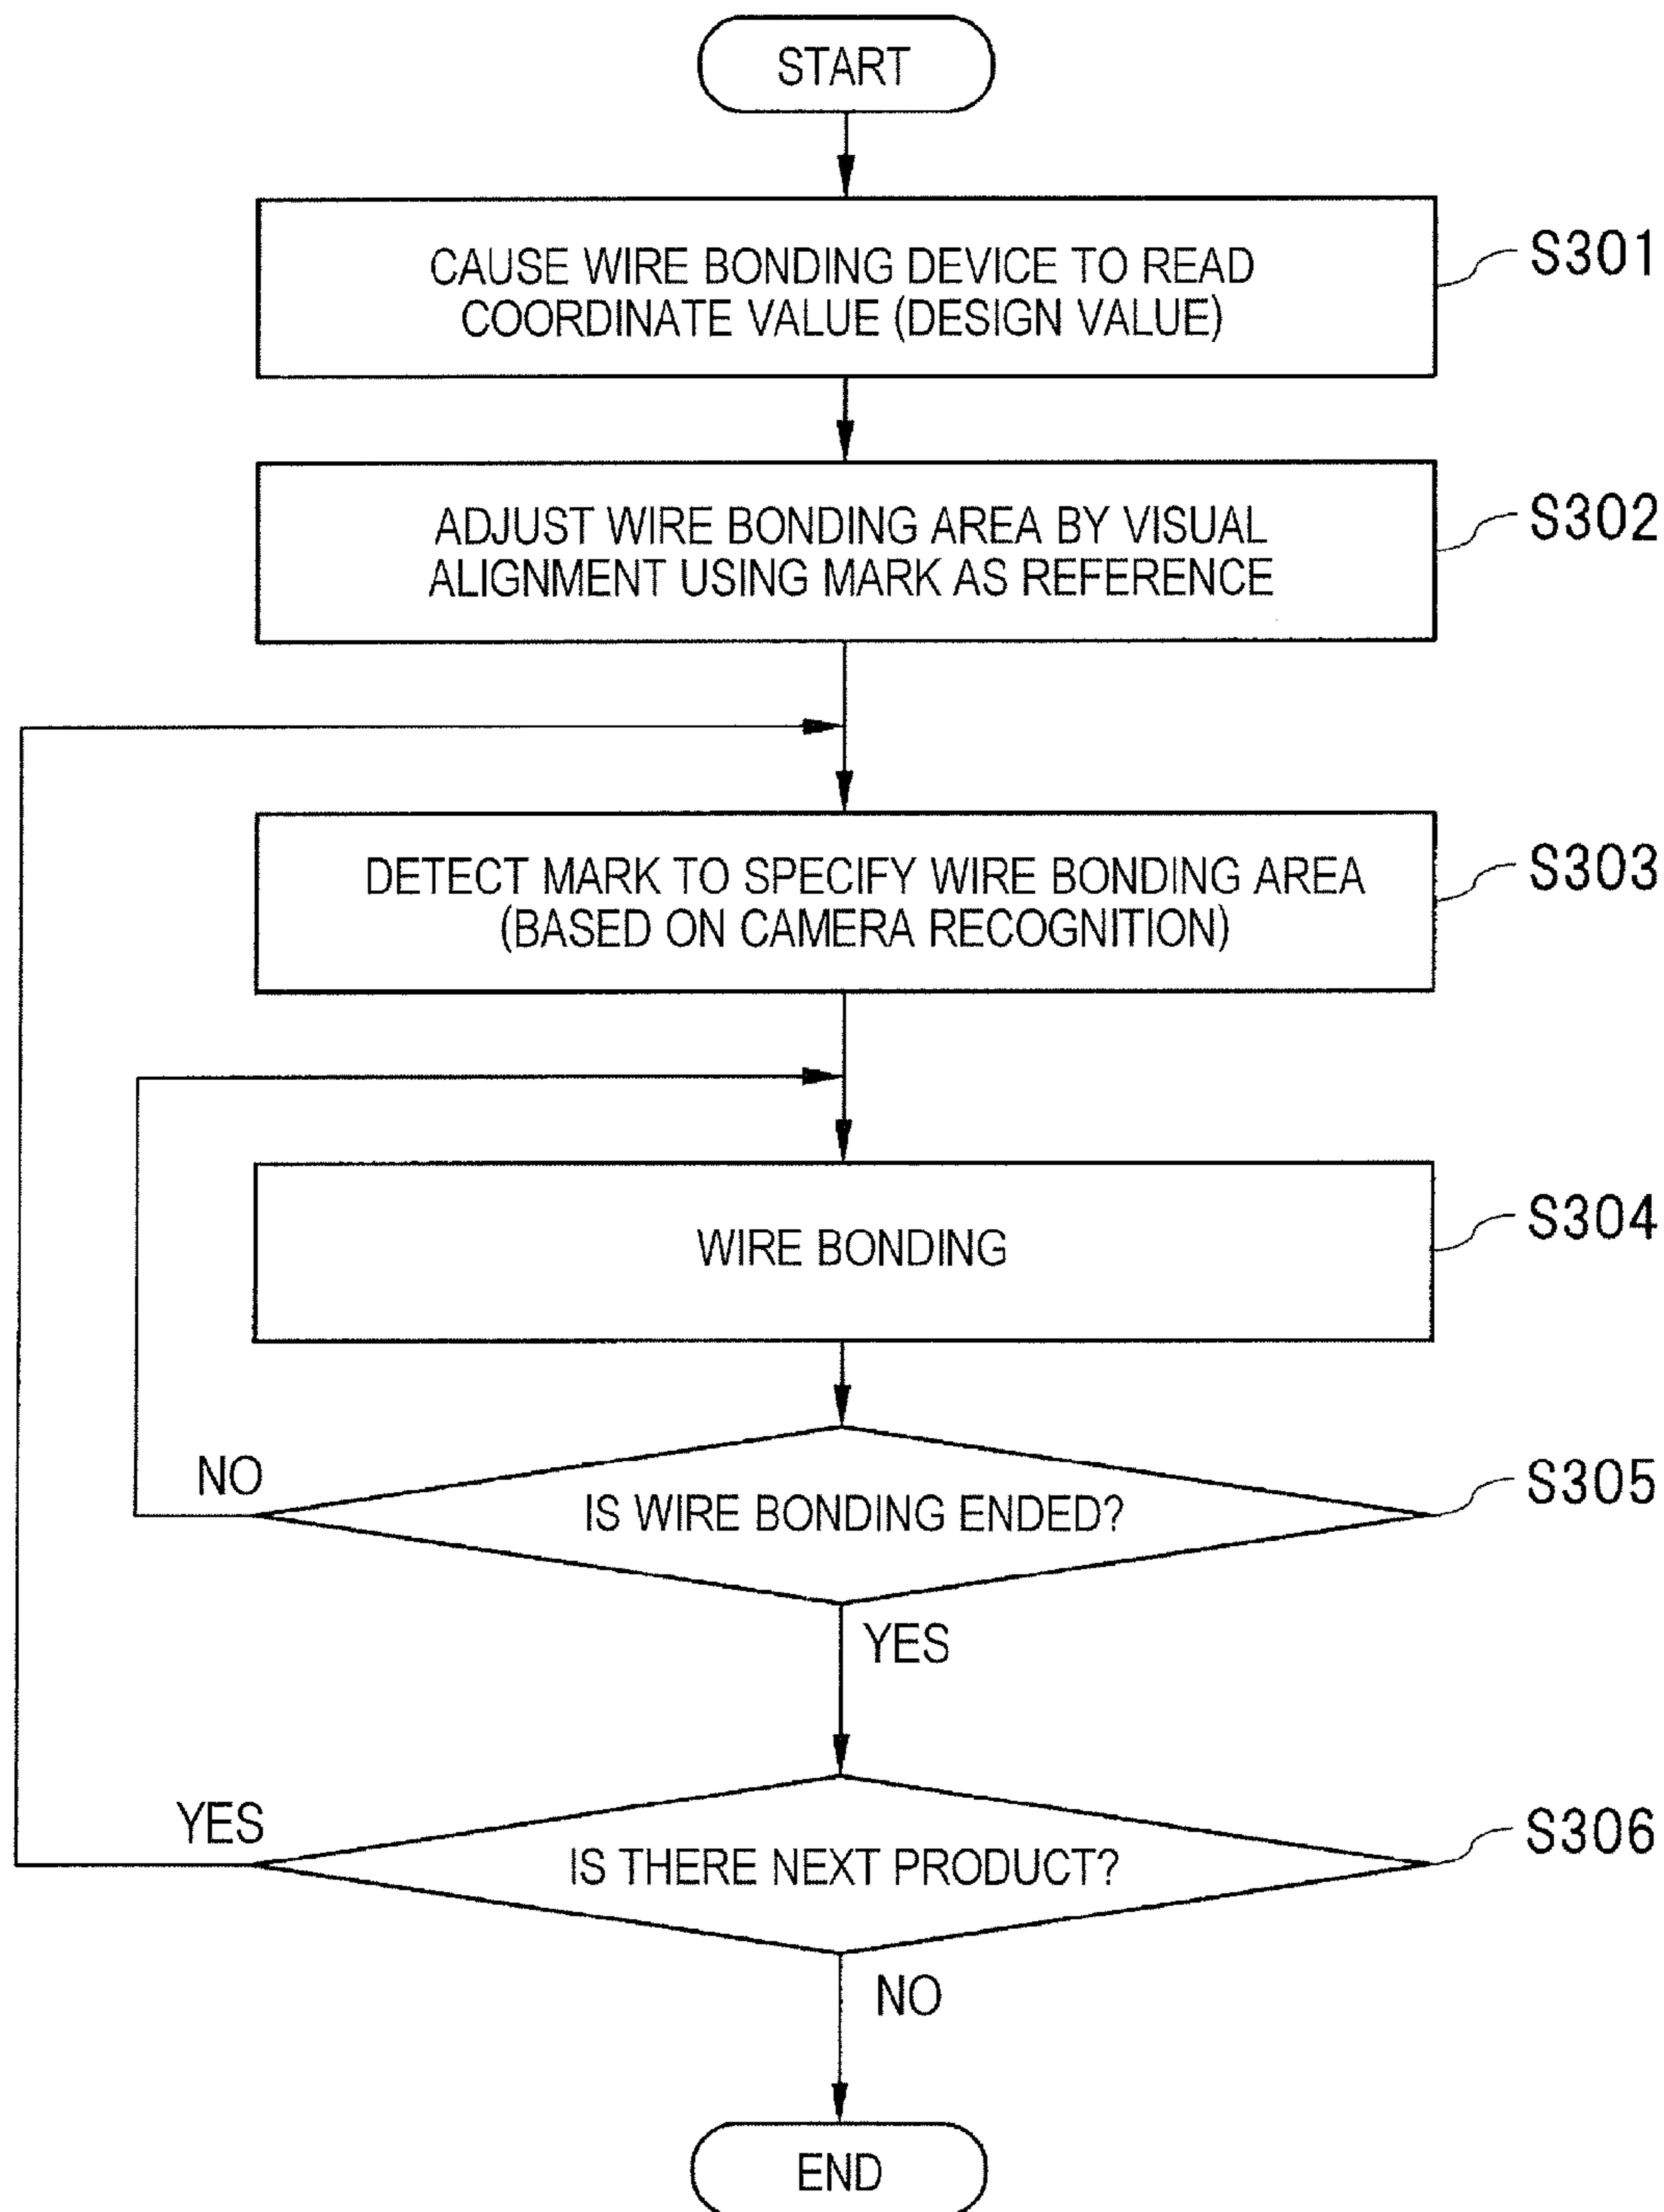 START
CAUSE WIRE BONDING DEVICE TO READ
COORDINATE VALUE (DESIGN VALUE)
S301
ADJUST WIRE BONDING AREA BY VISUAL
ALIGNMENT USING MARK AS REFERENCE
S302
DETECT MARK TO SPECIFY WIRE BONDING AREA
(BASED ON CAMERA RECOGNITION)
S303
WIRE BONDING
S304
NO
IS WIRE BONDING ENDED?
S305
YES
YES
IS THERE NEXT PRODUCT?
S306
NO
END